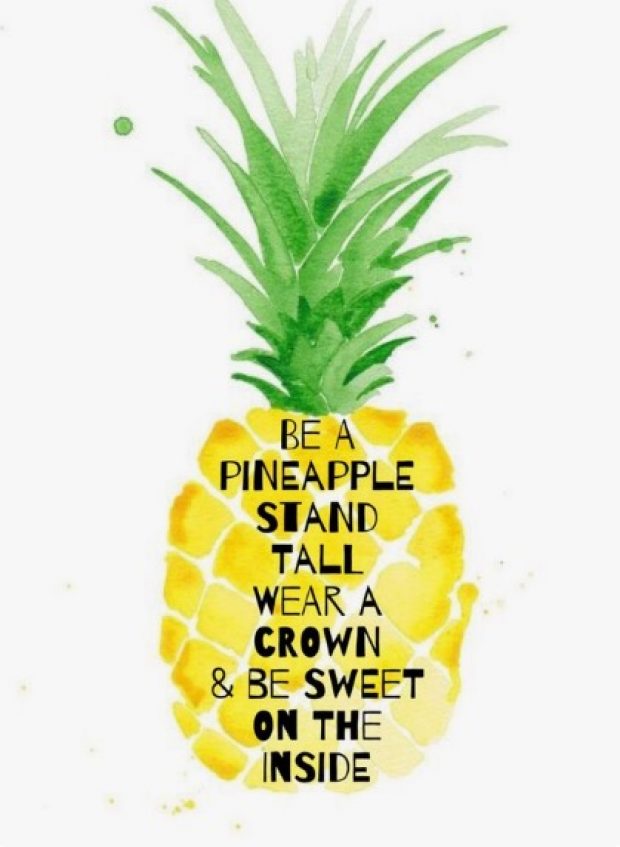 BE A
PINEAPPLE
STAND
TALL
WEAR A
CROWN
& BE SWEET
ON THE
INSIDE